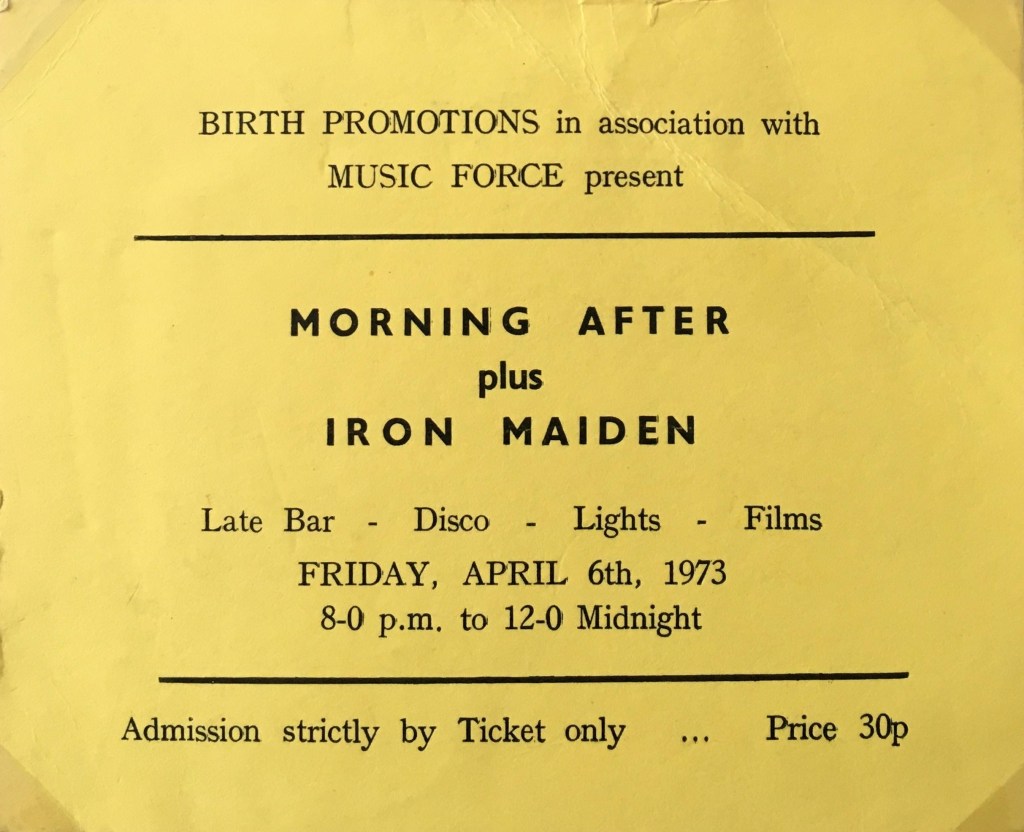 BIRTH PROMOTIONS in association with
MUSIC FORCE present
MORNING AFTER
plus
IRON MAIDEN
Late Bar - Disco - Lights - Films
FRIDAY, APRIL 6th, 1973
8-0 p.m. to 12-0 Midnight
Admission strictly by Ticket only ... Price 30p